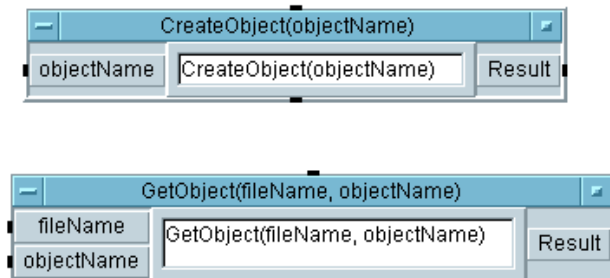 CreateObject(objectName)
objectName CreateObject(objectName) Result
GetObject(fileName, objectName)
fileName
GetObject(fileName, objectName)
Result
objectName